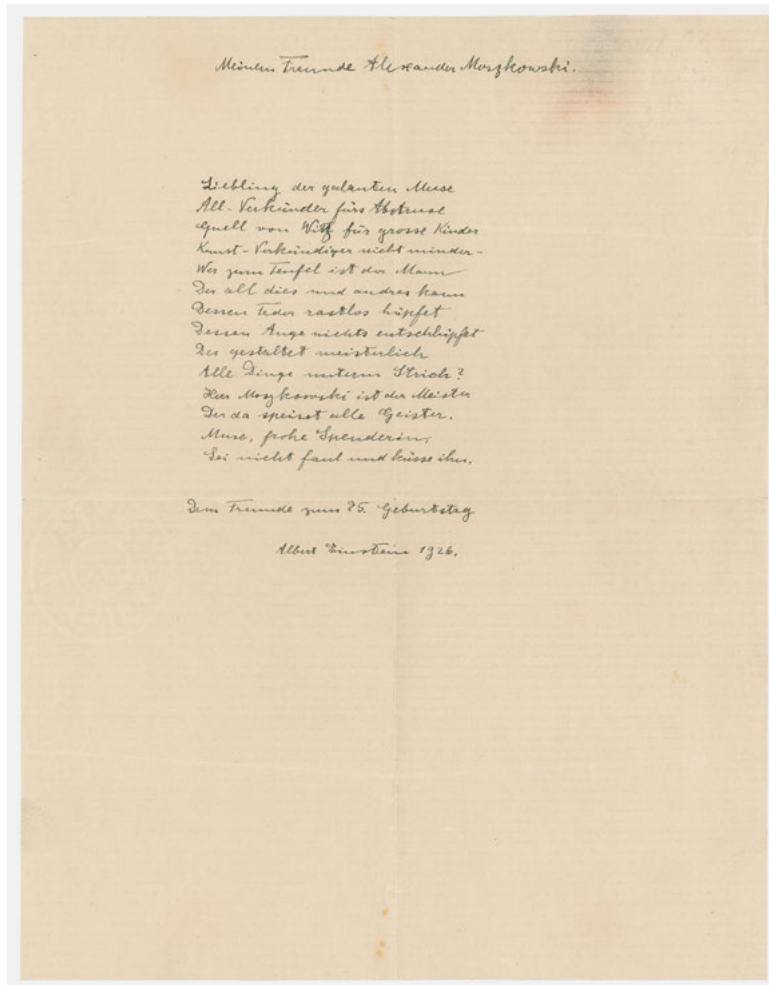 Meinem Freunde Alexander Moszkowski.
Liebling der galanten Muse
All-Verkünder fürs Abstruse
Quell von Witz für grosse Kinder
Kunst-Verkündiger nicht minder-
Wer zum Teufel ist der Mann
Der all dies und andres kann
Dessen Feder rastlos hüpfet
Dessen Auge nichts entschlüpfet
Der gestaltet meisterlich
Alle Dinge unterm Strich?
Herr Moszkowski ist der Meister
Der da speiset alle Geister.
Muse, frohe Spenderin,
Sei nicht faul und küsse ihn.
Dem Freunde zum 75. Geburtstag
Albert Einstein 1926.